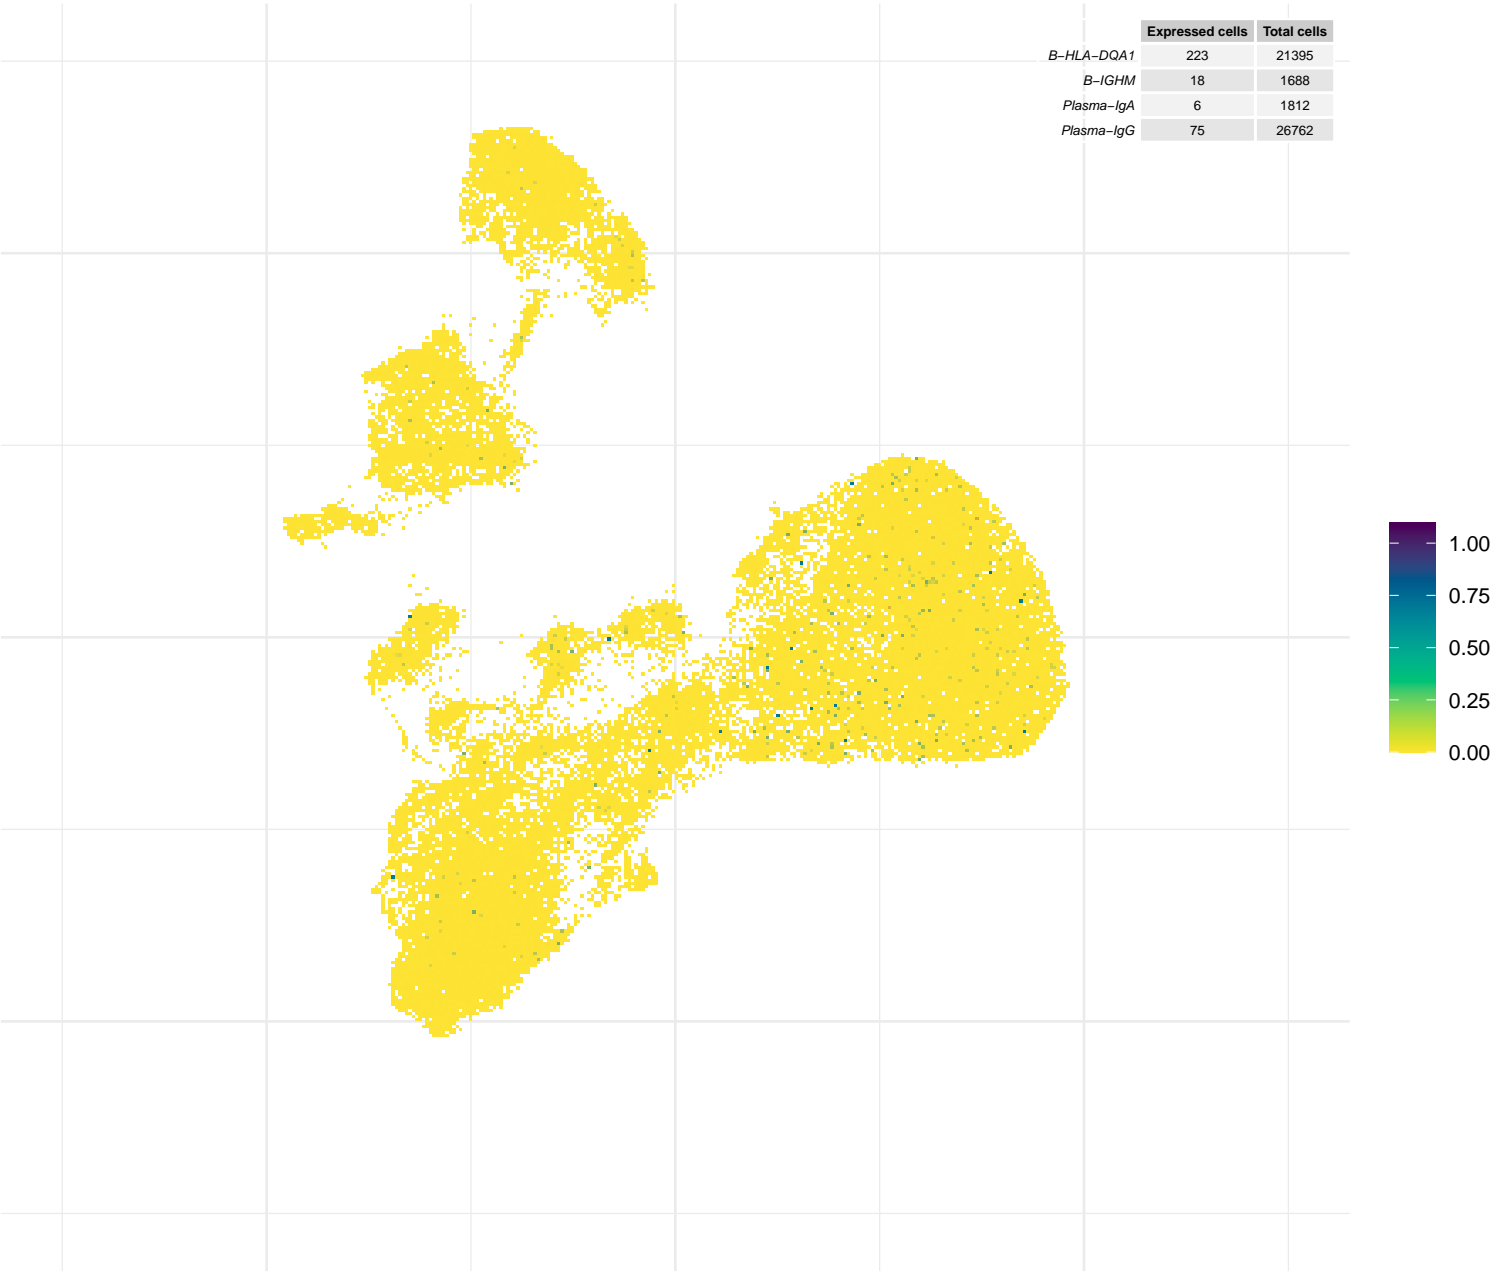 Expressed cells Total cells
B−HLA−DQA1 223 21395
B−IGHM 18 1688
Plasma−IgA 6 1812
Plasma−IgG 75 26762
1.00
0.75
0.50
0.25
0.00